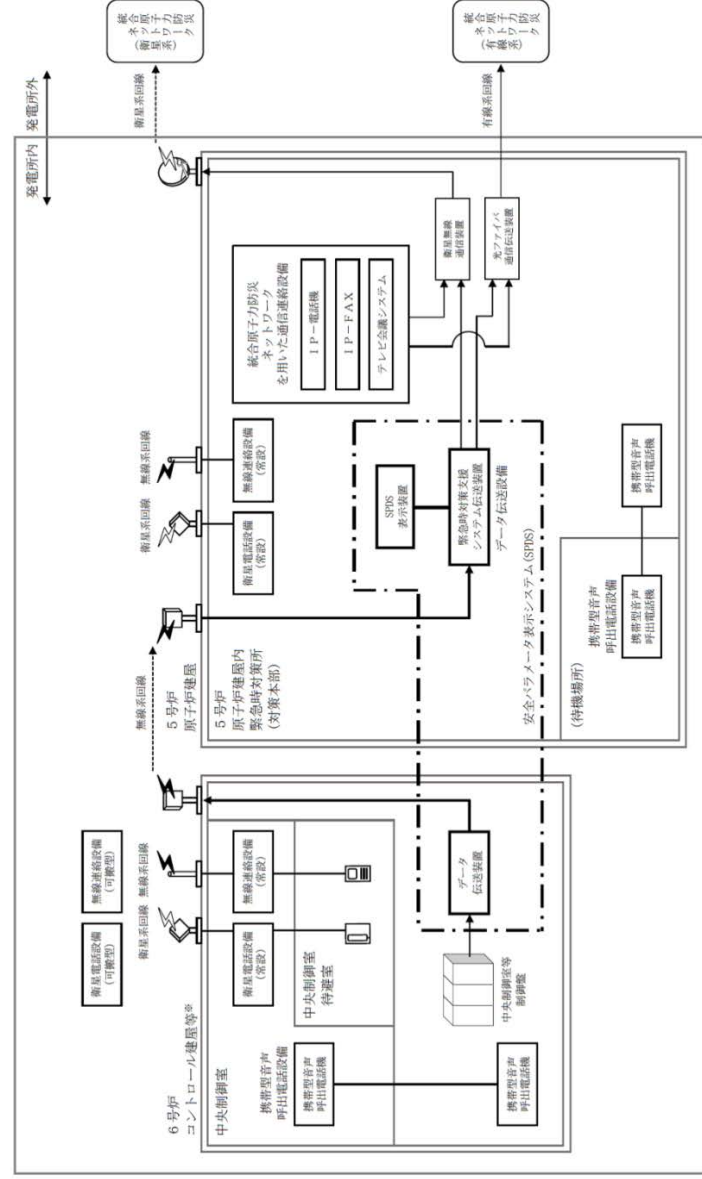 発電所内
発電所外
統合原子力防災
ネットワーク
(衛星系)
統合原子力防災
ネットワーク
(有線系)
衛星系回線
有線系回線
6号炉
コントロール建屋等※
中央制御室
衛星電話設備
(可搬型)
無線連絡設備
(可搬型)
衛星系回線
無線系回線
衛星電話設備
(常設)
無線連絡設備
(常設)
中央制御室
待避室
携帯型音声
呼出電話設備
携帯型音声
呼出電話機
携帯型音声
呼出電話機
中央制御室等
制御盤
データ
伝送装置
無線系回線
5号炉
原子炉建屋
5号炉
原子炉建屋内
緊急時対策所
(対策本部)
衛星系回線
無線系回線
衛星電話設備
(常設)
無線連絡設備
(常設)
統合原子力防災
ネットワーク
を用いた通信連絡設備
IP-電話機
IP-FAX
テレビ会議システム
SPDS
表示装置
緊急時対策支援
システム伝送装置
データ伝送設備
安全パラメータ表示システム(SPDS)
衛星無線
通信装置
光ファイバ
通信伝送装置
(待機場所)
携帯型音声
呼出電話設備
携帯型音声
呼出電話機
携帯型音声
呼出電話機